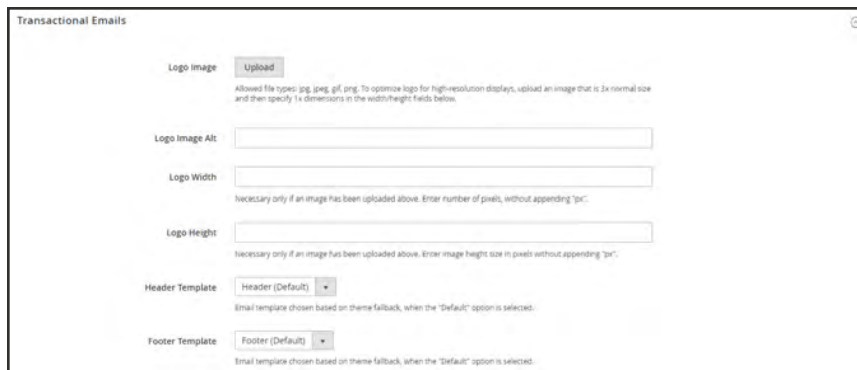 Transactional Emails
Logo Image
Upload
Allowed file types: jpg, jpeg, gif, png. To optimize logo for high-resolution displays, upload an image that is 3x normal size
and then specify 1x dimensions in the width/height fields below.
Logo Image Alt
Logo Width
Necessary only if an image has been uploaded above. Enter number of pixels, without appending "px".
Logo Height
Necessary only if an image has been uploaded above. Enter image height size in pixels without appending "px".
Header Template
Header (Default)
Email template chosen based on theme fallback, when the "Default" option is selected.
Footer Template
Footer (Default)
Email template chosen based on theme fallback, when the "Default" option is selected.